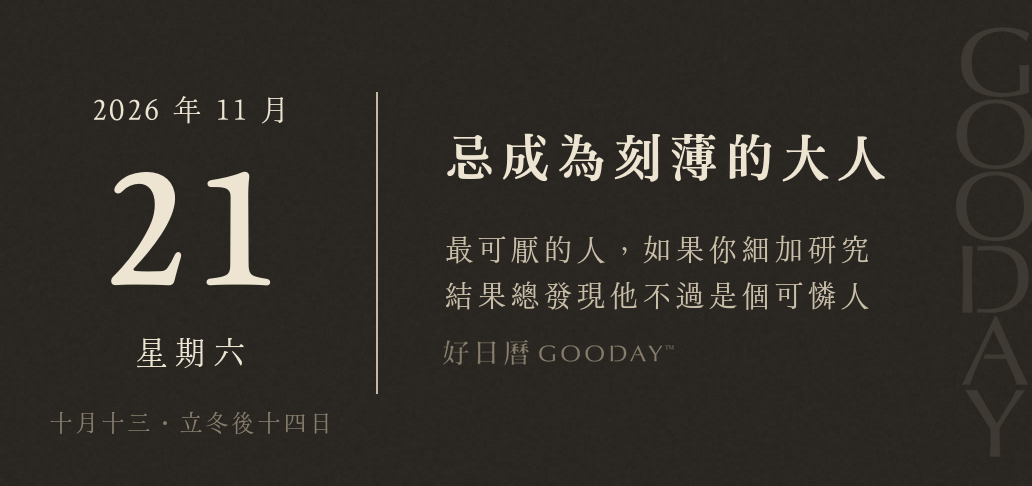 2026 年 11 月
21
星期六
十月十三・立冬後十四日
忌成為刻薄的大人
最可厭的人，如果你細加研究
結果總發現他不過是個可憐人
好日曆 GOODAY™
GOODAY